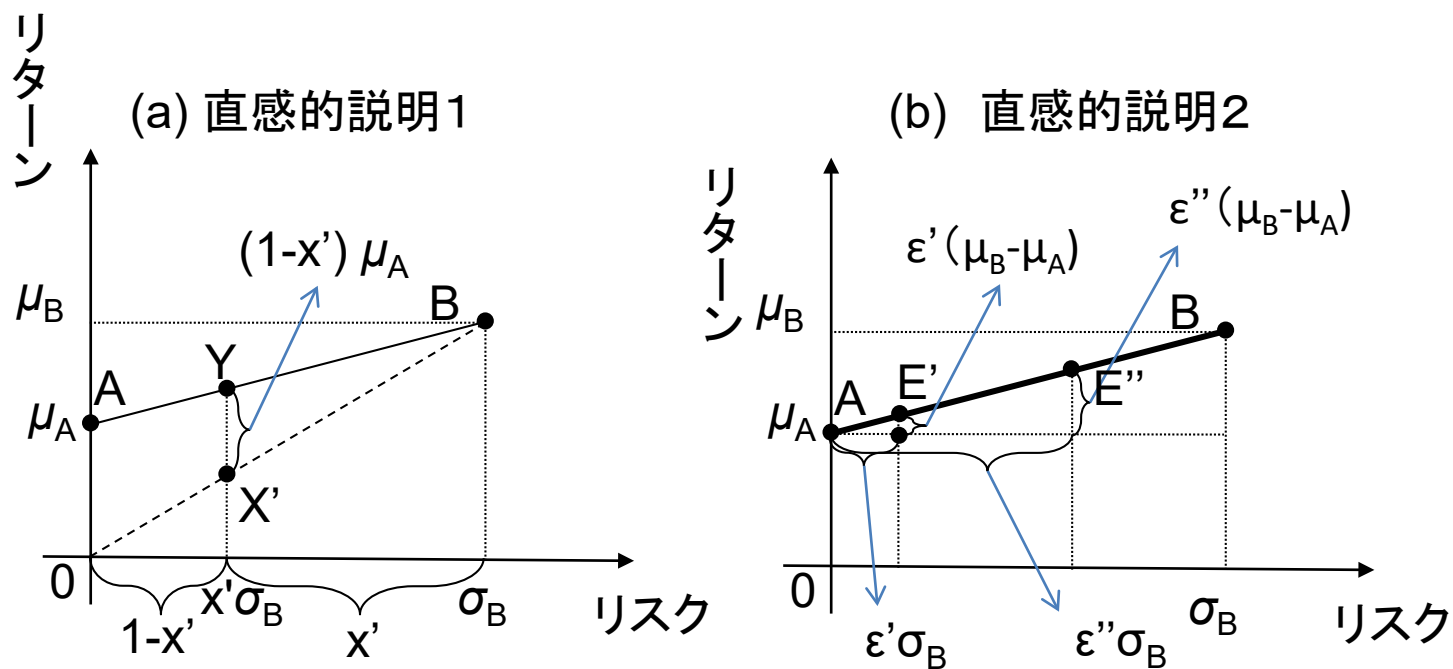 リターン
(a) 直感的説明1
(1-x') μA
μB
B
Y
A
μA
X'
0
x'σB
σB
リスク
1-x'
x'
(b) 直感的説明2
リターン
ε''(μB-μA)
ε'(μB-μA)
μB
B
E'
E''
A
μA
0
σB
リスク
ε'σB
ε''σB